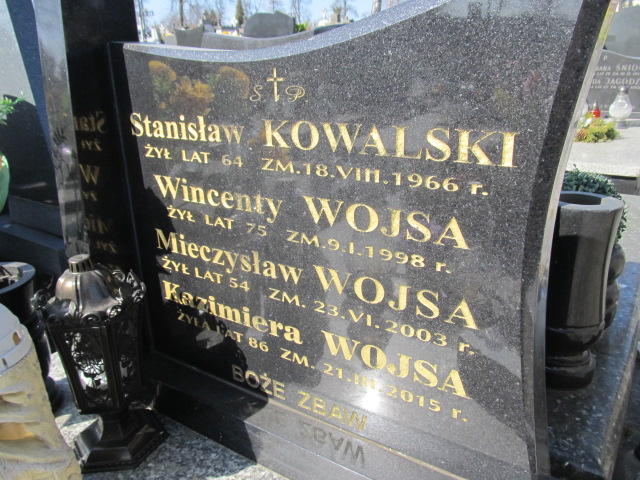 S P
Stanisław KOWALSKI
ŻYŁ LAT 64 ZM.18.VIII.1966 r.
Wincenty WOJSA
ŻYŁ LAT 75 ZM.9.I.1998 r.
Mieczysław WOJSA
ŻYŁ LAT 54 ZM. 23.VI.2003 r.
Kazimiera WOJSA
ŻYŁA LAT 86 ZM. 21.III.2015 r.
BOŻE ZBAW